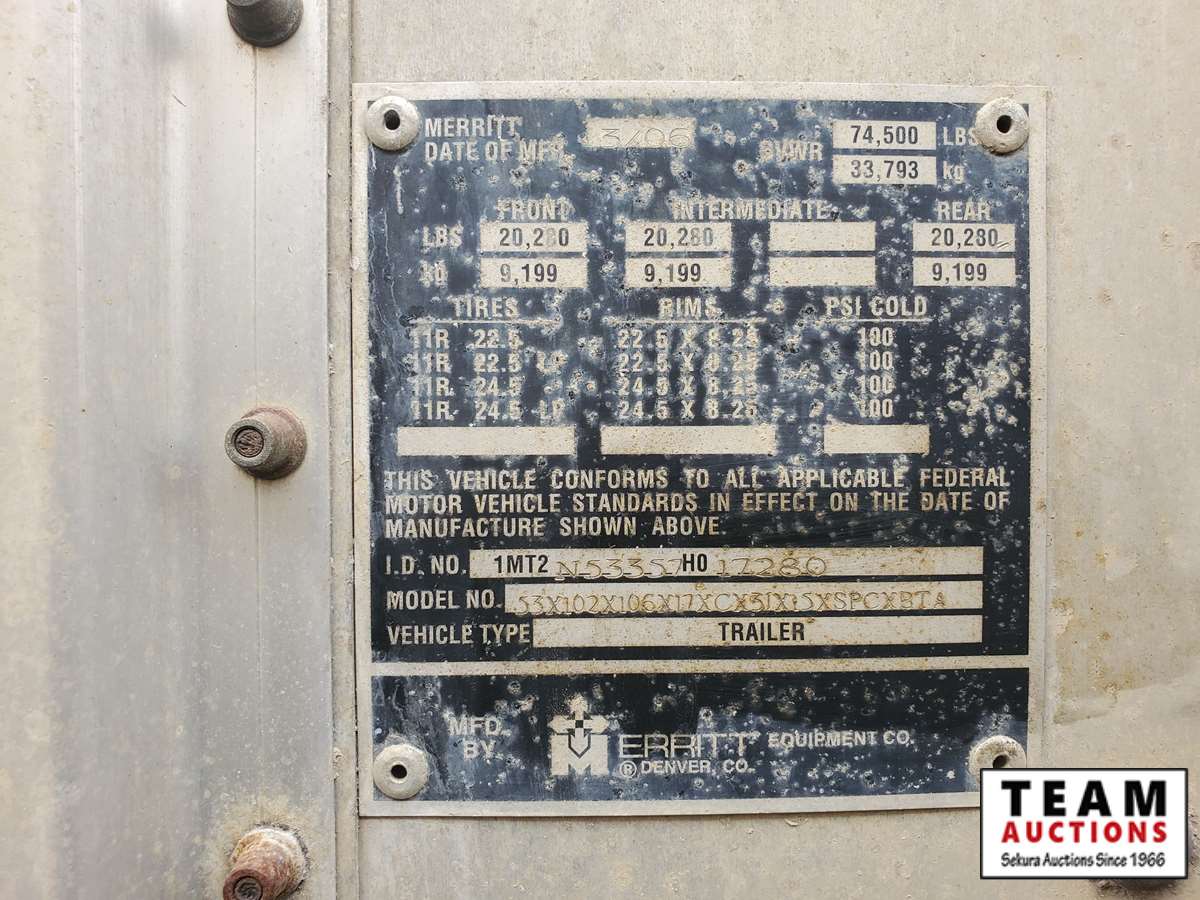 MERRITT
DATE OF MFG. 3/06 GVWR 74,500 LBS
33,793 kg
FRONT INTERMEDIATE REAR
LBS 20,280 20,280 20,280
kg 9,199 9,199 9,199
TIRES RIMS PSI COLD
11R 22.5 22.5 X 8.25 100
11R 22.5 LP 22.5 X 8.25 100
11R 24.5 24.5 X 8.25 100
11R 24.5 LP 24.5 X 8.25 100
THIS VEHICLE CONFORMS TO ALL APPLICABLE FEDERAL
MOTOR VEHICLE STANDARDS IN EFFECT ON THE DATE OF
MANUFACTURE SHOWN ABOVE.
I.D. NO. 1MT2 N53357 H0 17280
MODEL NO. 53X102X106X17XCX3IX15XSPCXBTA
VEHICLE TYPE TRAILER
MFD. BY MERRITT EQUIPMENT CO.
® DENVER, CO.
TEAM
AUCTIONS
Sekura Auctions Since 1966